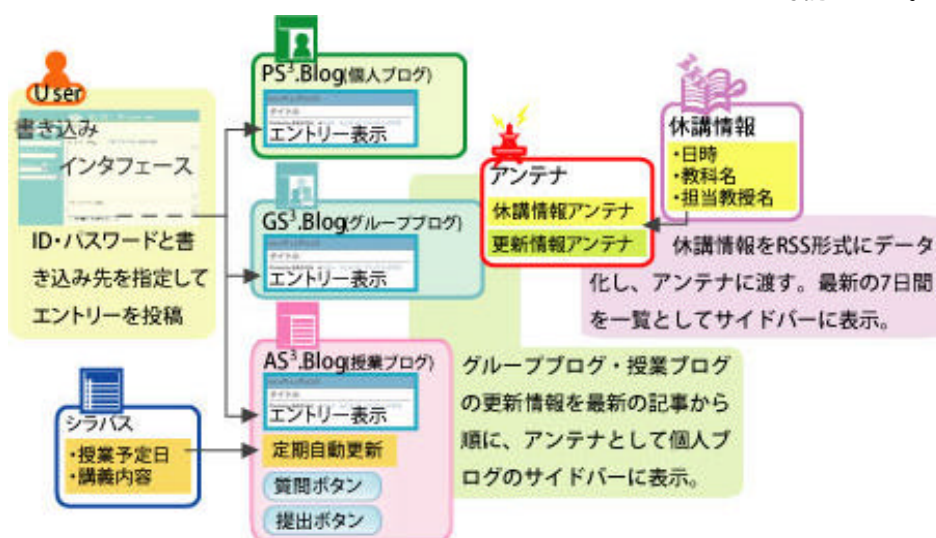 User
書き込み
インタフェース
ID・パスワードと書
き込み先を指定して
エントリーを投稿
シラバス
・授業予定日
・講義内容
PS³.Blog(個人ブログ)
エントリー表示
GS³.Blog(グループブログ)
エントリー表示
AS³.Blog(授業ブログ)
エントリー表示
定期自動更新
質問ボタン
提出ボタン
アンテナ
休講情報アンテナ
更新情報アンテナ
休講情報
・日時
・教科名
・担当教授名
休講情報をRSS形式にデータ
化し、アンテナに渡す。最新の7日間
を一覧としてサイドバーに表示。
グループブログ・授業ブログ
の更新情報を最新の記事から
順に、アンテナとして個人ブ
ログのサイドバーに表示。